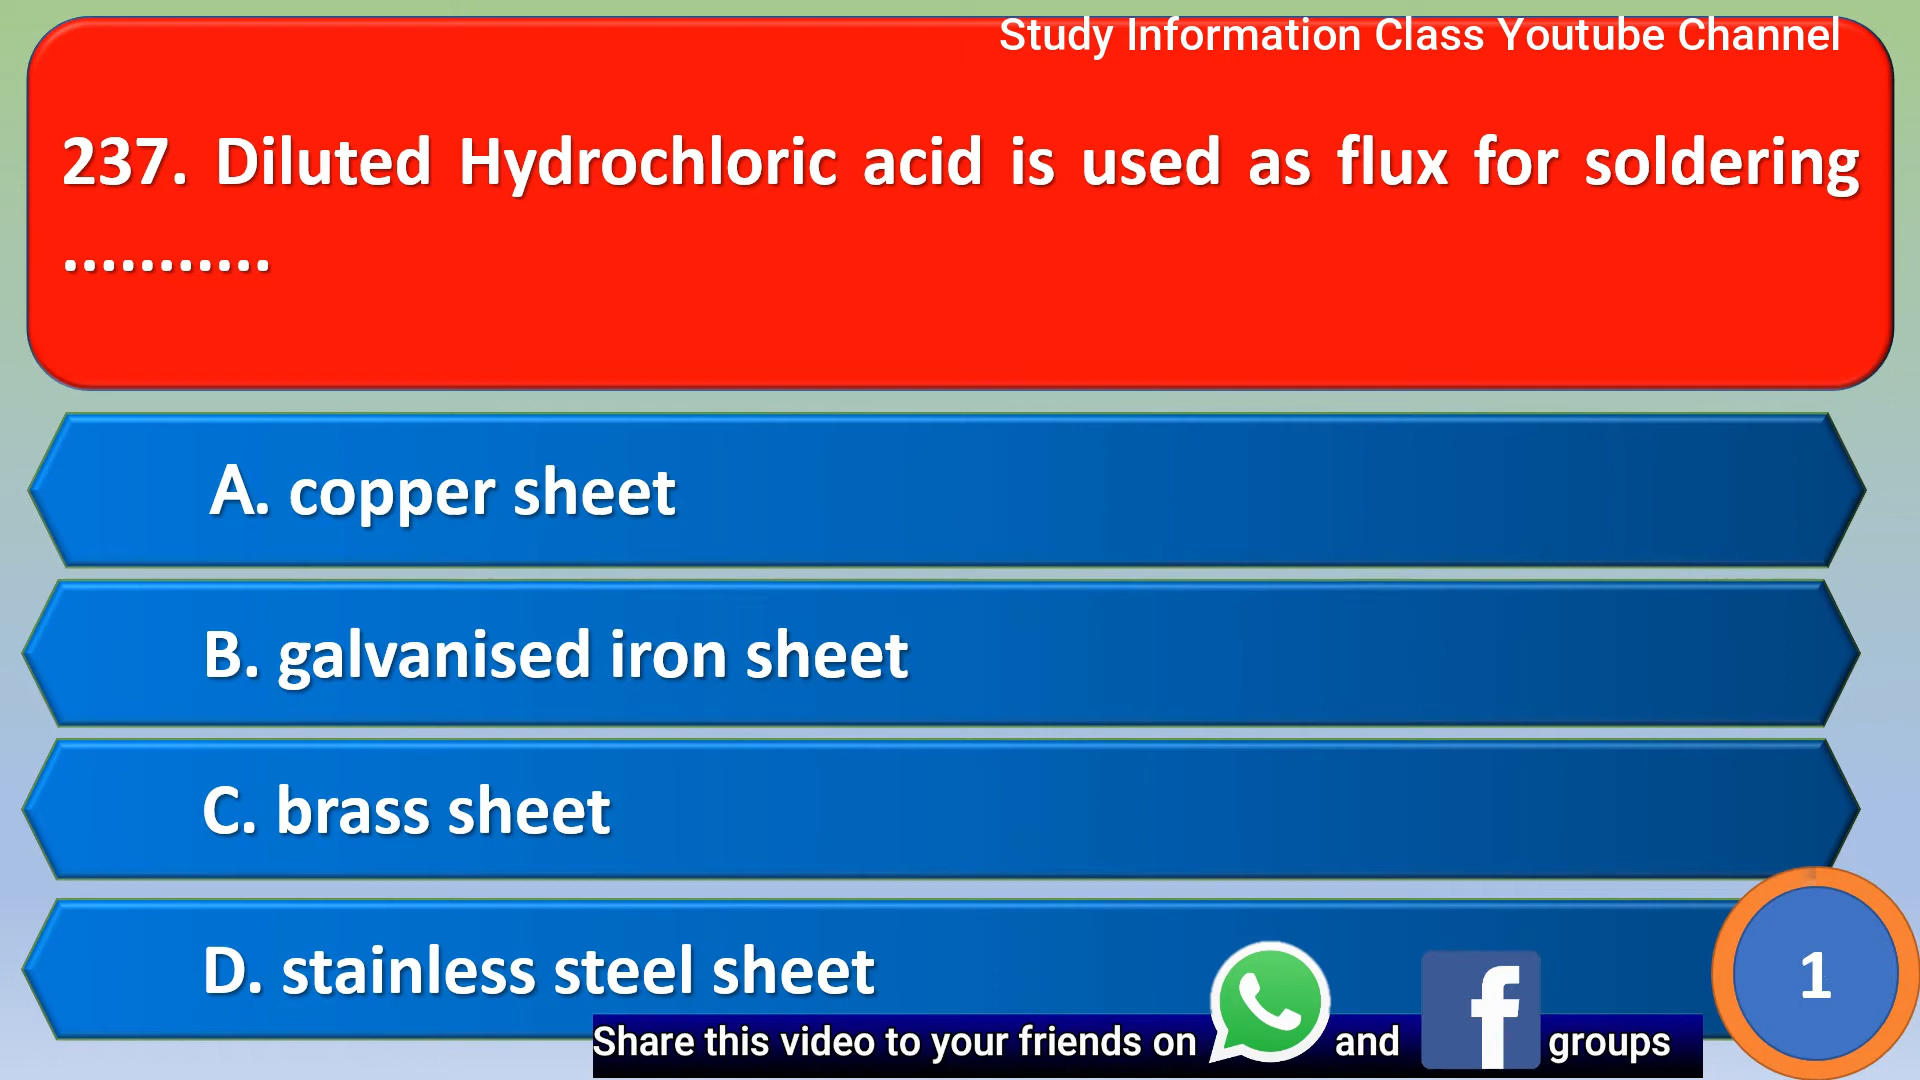 Study Information Class Youtube Channel
237. Diluted Hydrochloric acid is used as flux for soldering
...........
A. copper sheet
B. galvanised iron sheet
C. brass sheet
D. stainless steel sheet
1
Share this video to your friends on and f groups